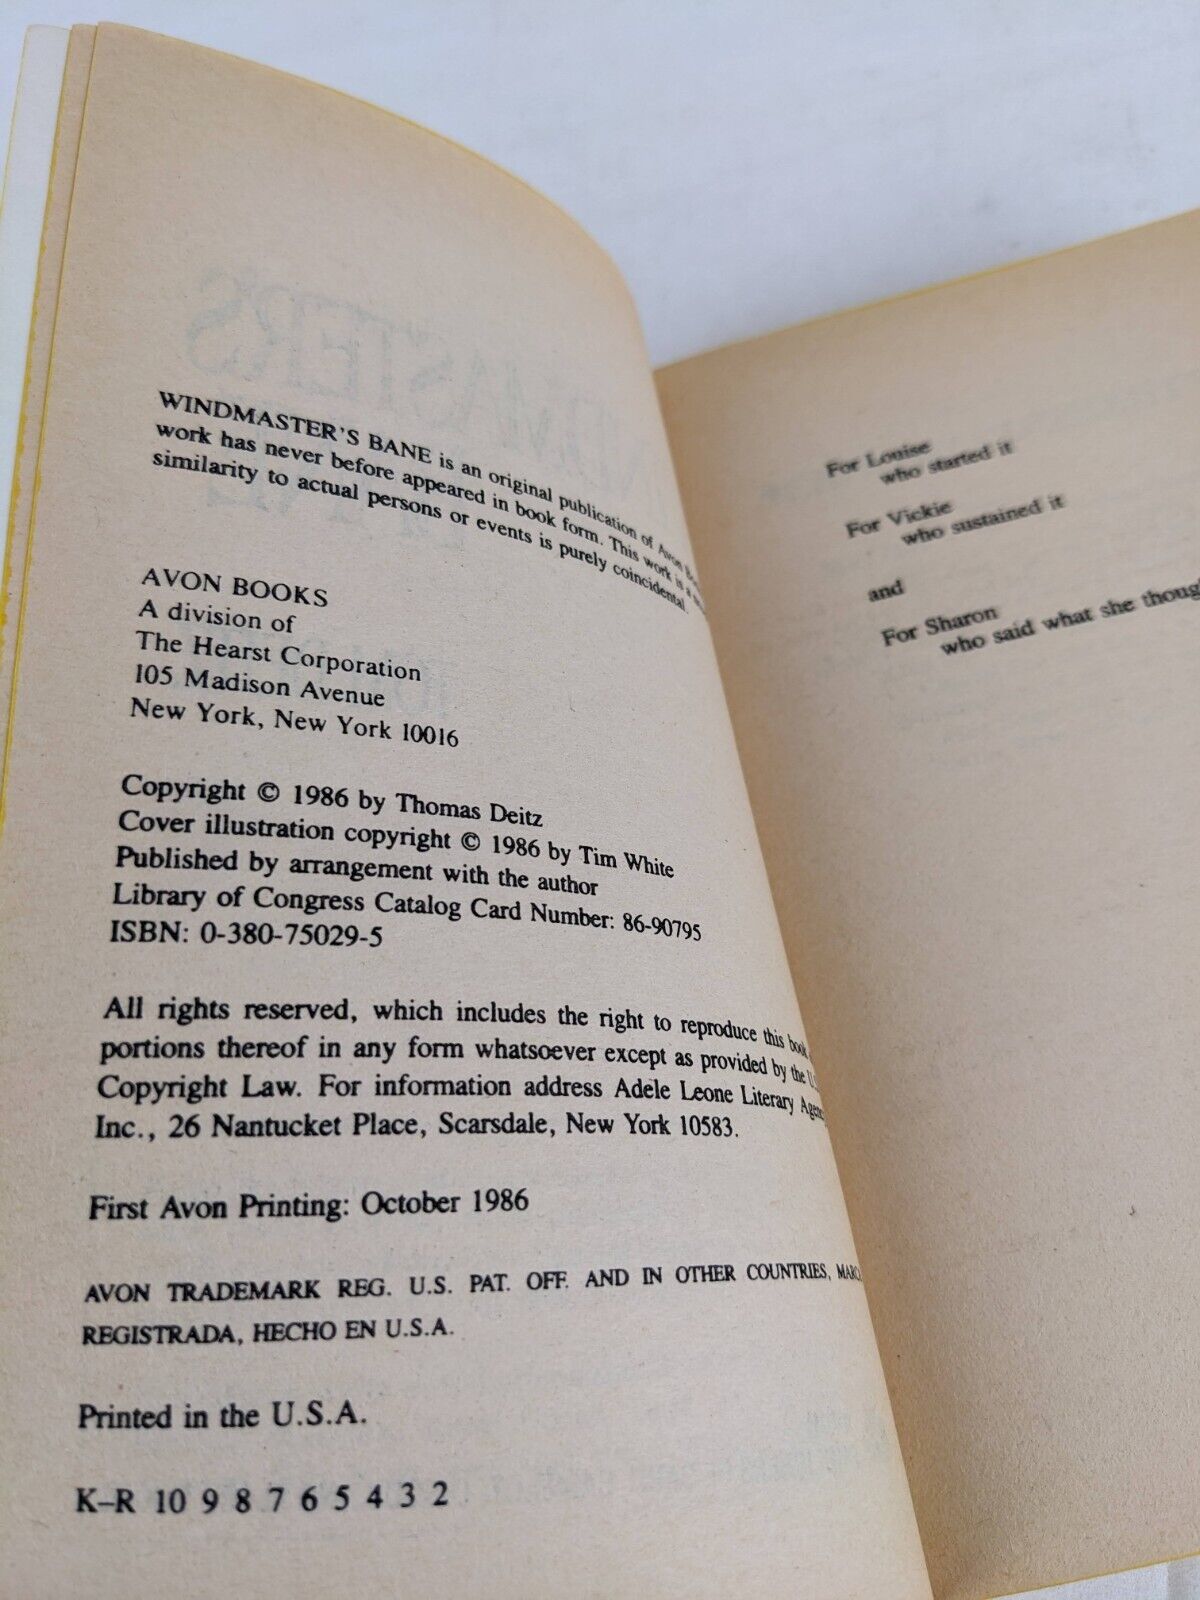 WINDMASTER'S BANE is an original publication of Avon
work has never before appeared in book form. This work is a
similarity to actual persons or events is purely coincidental.
AVON BOOKS
A division of
The Hearst Corporation
105 Madison Avenue
New York, New York 10016
Copyright © 1986 by Thomas Deitz
Cover illustration copyright © 1986 by Tim White
Published by arrangement with the author
Library of Congress Catalog Card Number: 86-90795
ISBN: 0-380-75029-5
All rights reserved, which includes the right to reproduce this book
portions thereof in any form whatsoever except as provided by the
Copyright Law. For information address Adele Leone Literary
Inc., 26 Nantucket Place, Scarsdale, New York 10583.
First Avon Printing: October 1986
AVON TRADEMARK REG. U.S. PAT. OFF. AND IN OTHER COUNTRIES,
REGISTRADA, HECHO EN U.S.A.
Printed in the U.S.A.
K–R 10 9 8 7 6 5 4 3 2
For Louise
who started it
For Vickie
who sustained it
and
For Sharon
who said what she